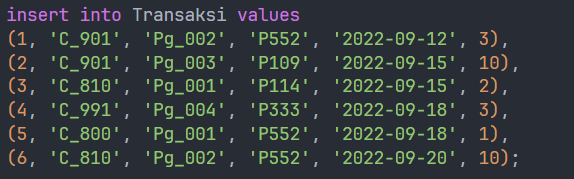 insert into Transaksi values
(1, 'C_901', 'Pg_002', 'P552', '2022-09-12', 3),
(2, 'C_901', 'Pg_003', 'P109', '2022-09-15', 10),
(3, 'C_810', 'Pg_001', 'P114', '2022-09-15', 2),
(4, 'C_991', 'Pg_004', 'P333', '2022-09-18', 3),
(5, 'C_800', 'Pg_001', 'P552', '2022-09-18', 1),
(6, 'C_810', 'Pg_002', 'P552', '2022-09-20', 10);